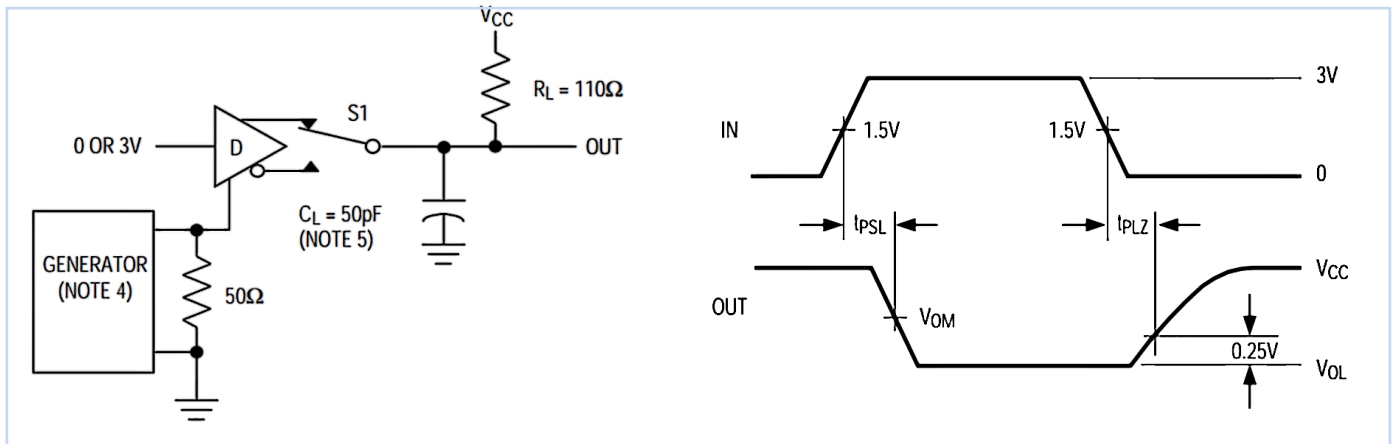 VCC
RL = 110Ω
S1
0 OR 3V
D
OUT
CL = 50pF
(NOTE 5)
GENERATOR
(NOTE 4)
50Ω
3V
IN
1.5V
1.5V
0
tPSL
tPLZ
VCC
OUT
VOM
0.25V
VOL